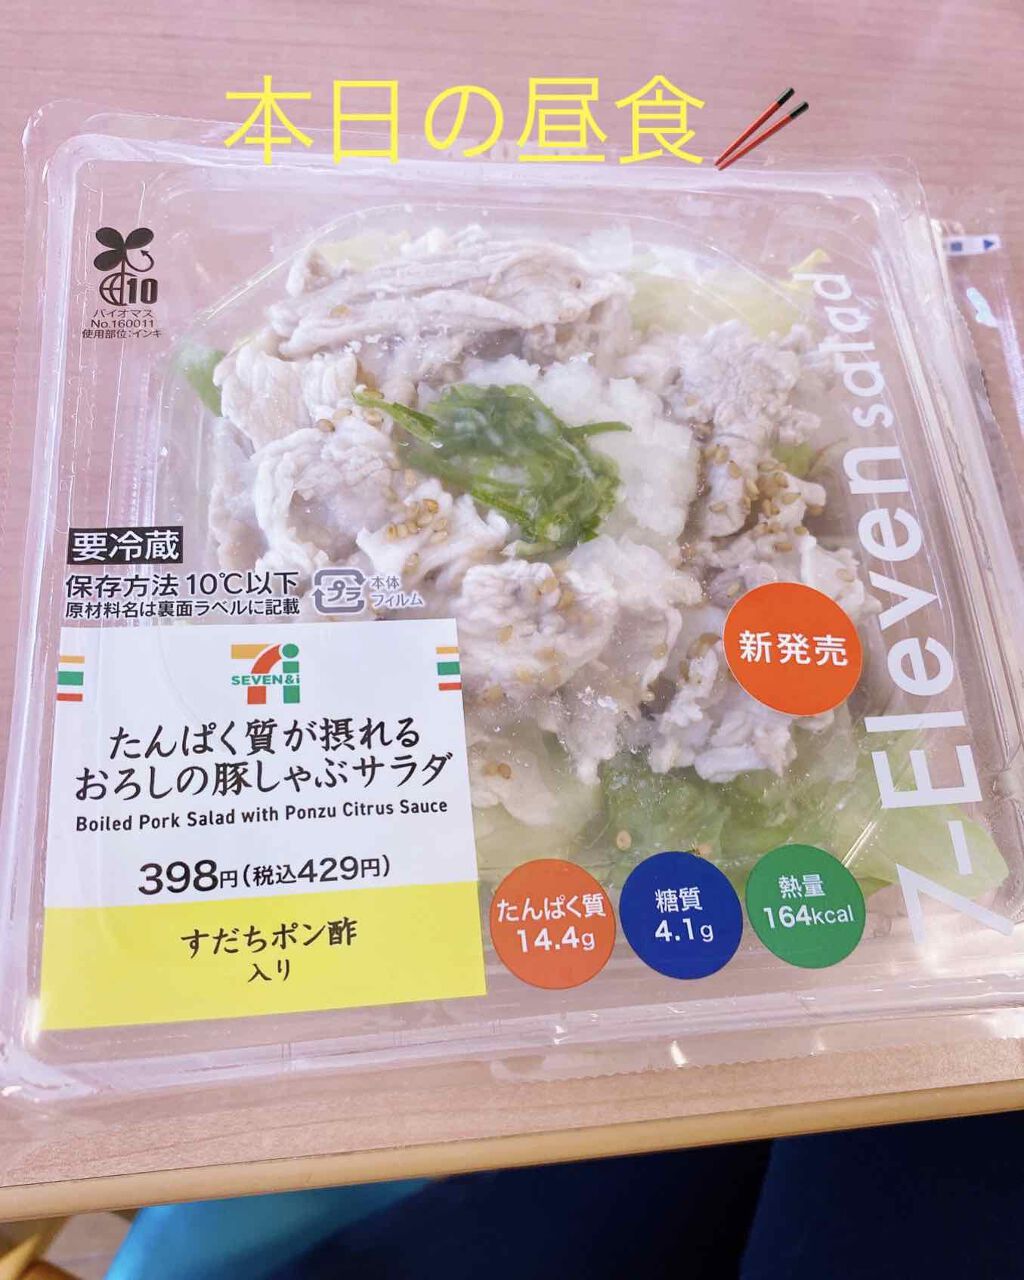 本日の昼食🥢
10
バイオマス
No.160011
使用部位:インキ
7-Eleven salad
要冷蔵
保存方法 10℃以下
原材料名は裏面ラベルに記載
プラ
本体
フィルム
新発売
SEVEN&i
たんぱく質が摂れる
おろしの豚しゃぶサラダ
Boiled Pork Salad with Ponzu Citrus Sauce
398円(税込429円)
すだちポン酢
入り
たんぱく質
14.4g
糖質
4.1g
熱量
164kcal